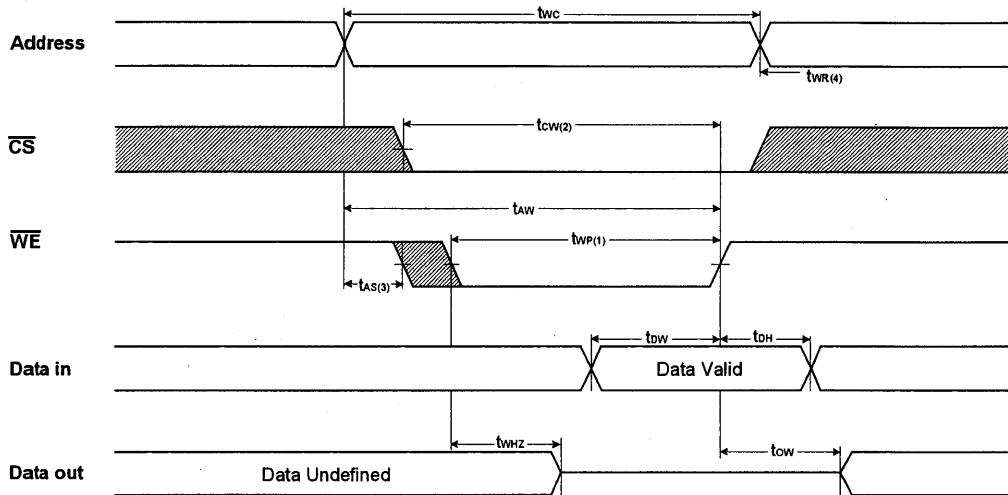 tWC
Address
tWR(4)
tCW(2)
CS
tAW
WE
tWP(1)
tAS(3)
tDW
tDH
Data in
Data Valid
tWHZ
tOW
Data out
Data Undefined